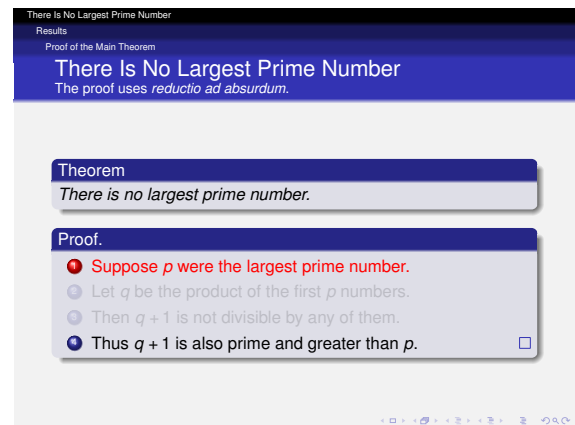 There Is No Largest Prime Number
Results
Proof of the Main Theorem
There Is No Largest Prime Number
The proof uses reductio ad absurdum.
Theorem
There is no largest prime number.
Proof.
1 Suppose p were the largest prime number.
2 Let q be the product of the first p numbers.
3 Then q + 1 is not divisible by any of them.
4 Thus q + 1 is also prime and greater than p.